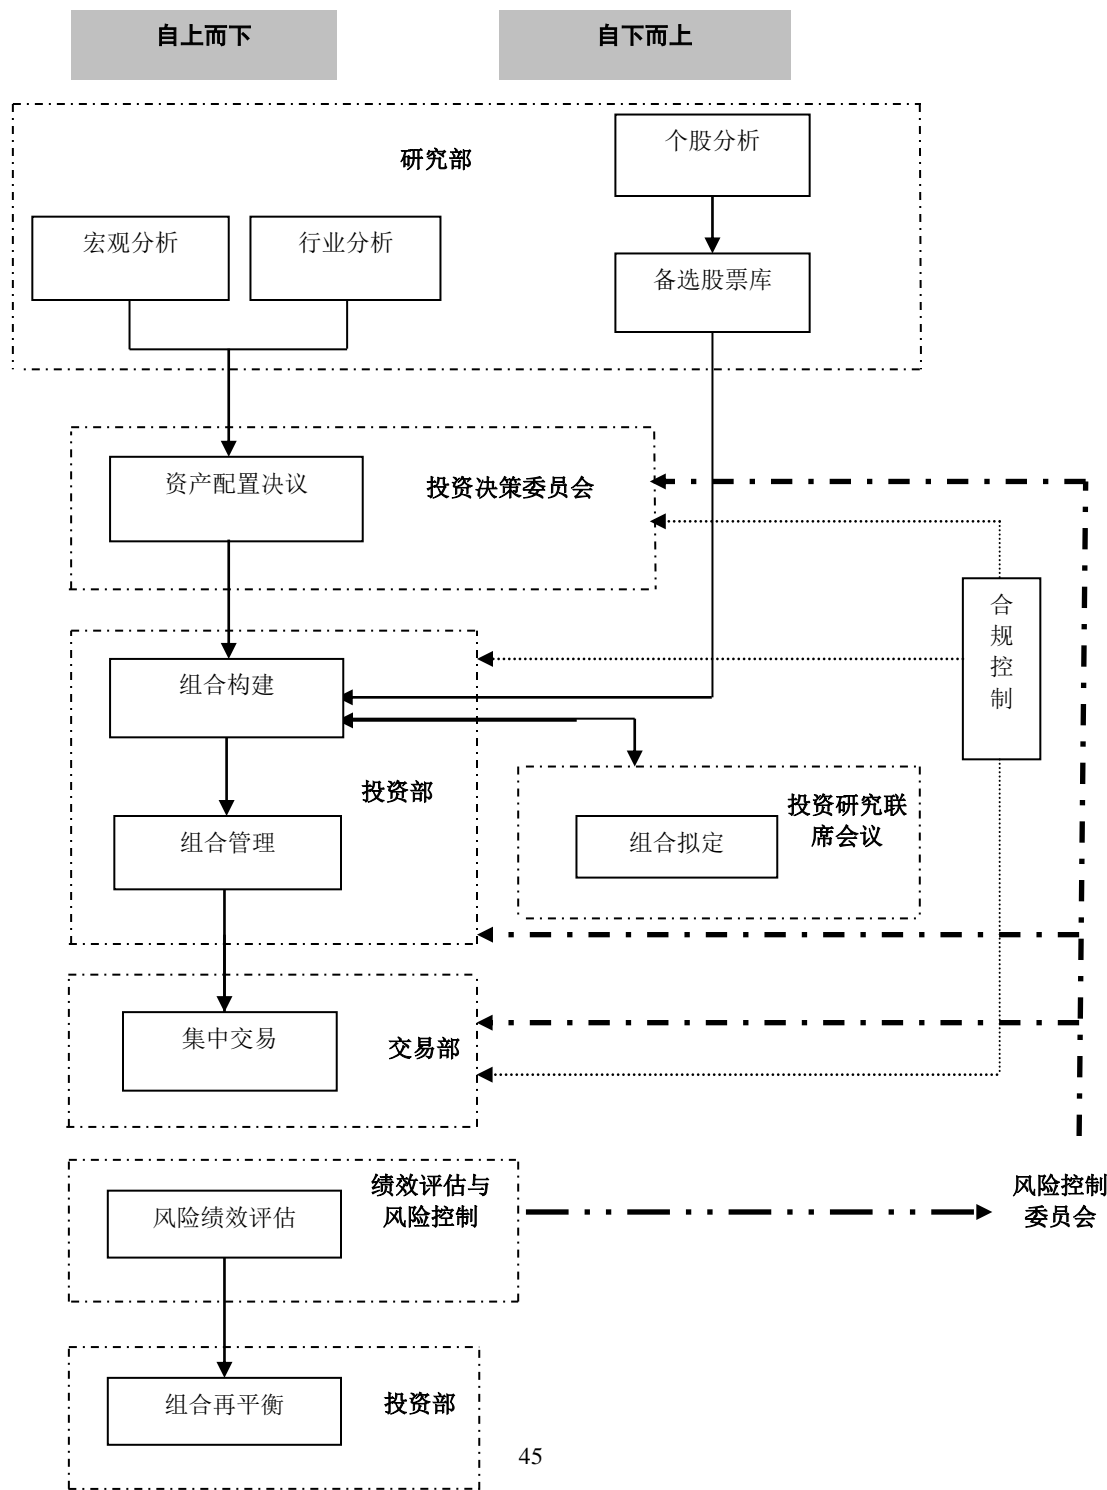 自上而下
自下而上
研究部
个股分析
宏观分析
行业分析
备选股票库
资产配置决议
投资决策委员会
合
规
控
制
组合构建
投资部
组合管理
投资研究联
席会议
组合拟定
集中交易
交易部
绩效评估与
风险控制
风险绩效评估
风险控制
委员会
组合再平衡
投资部
45